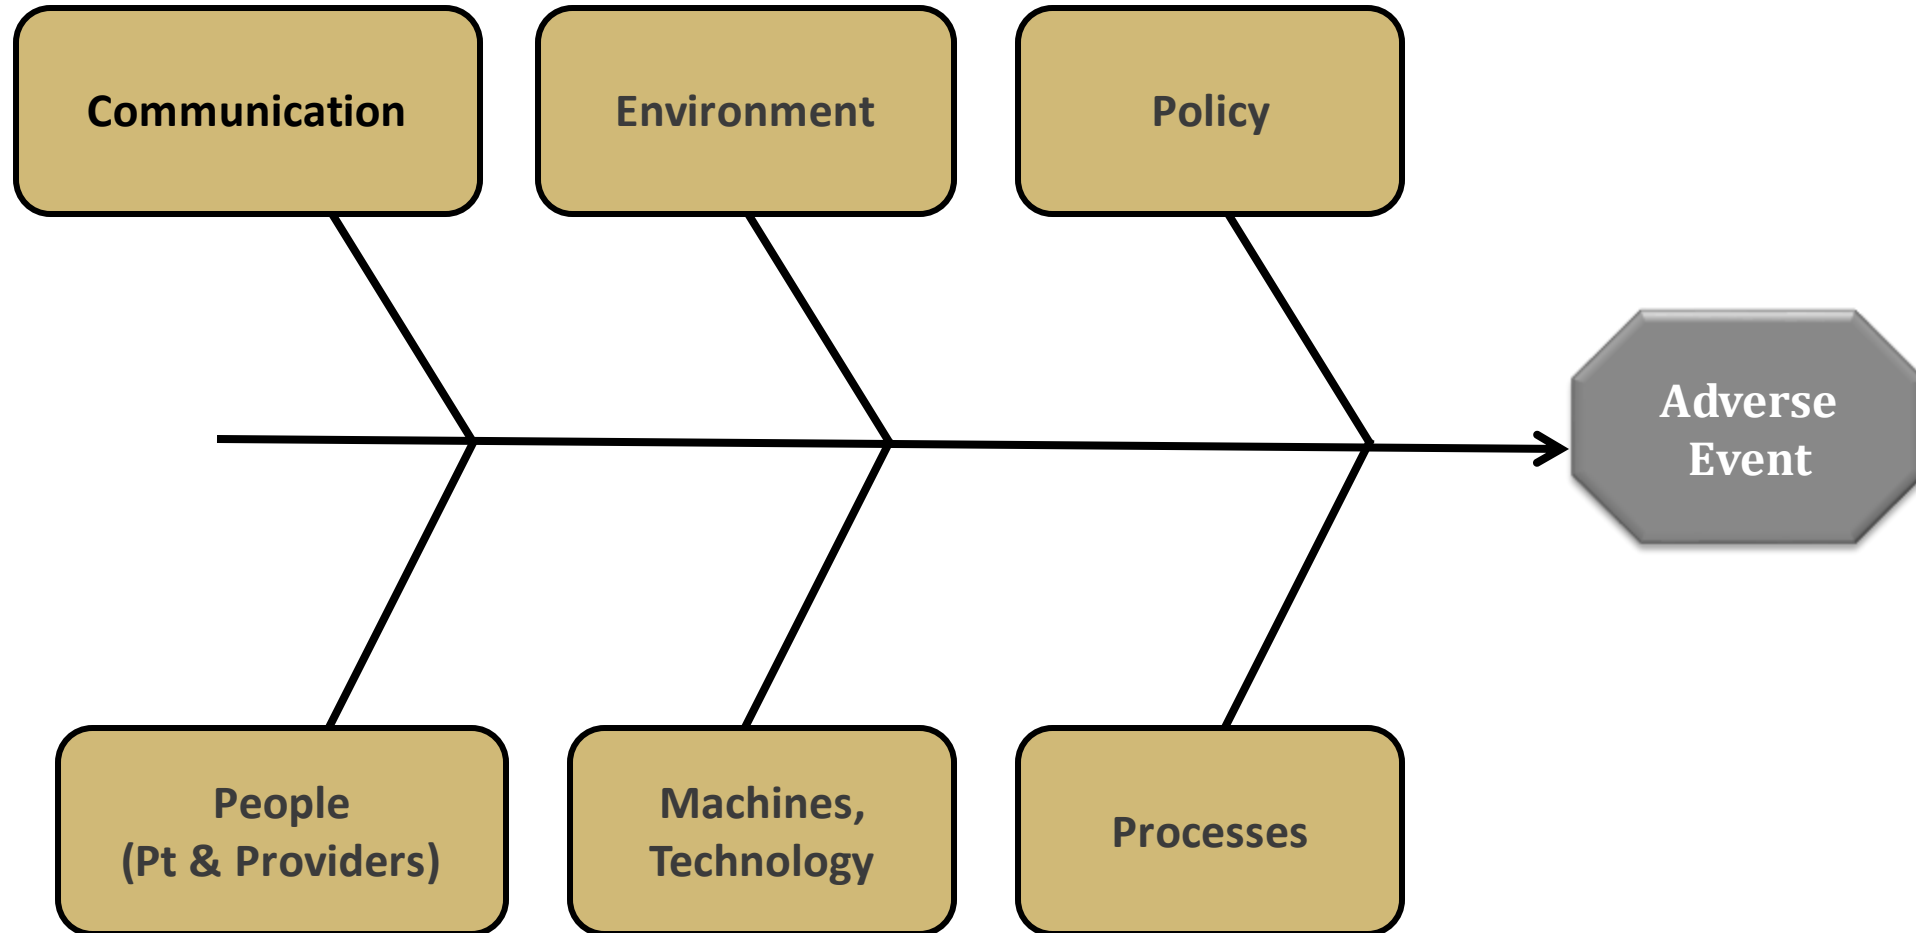 Communication
Environment
Policy
Adverse
Event
People
(Pt & Providers)
Machines,
Technology
Processes